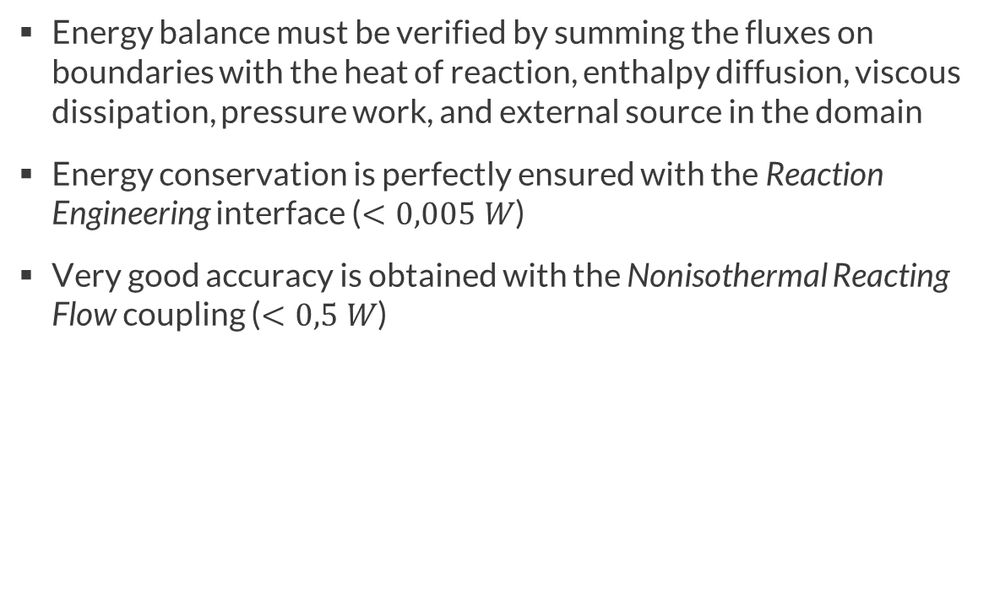 ▪ Energy balance must be verified by summing the fluxes on
boundaries with the heat of reaction, enthalpy diffusion, viscous
dissipation, pressure work, and external source in the domain
▪ Energy conservation is perfectly ensured with the Reaction
Engineering interface (< 0,005 W)
▪ Very good accuracy is obtained with the Nonisothermal Reacting
Flow coupling (< 0,5 W)